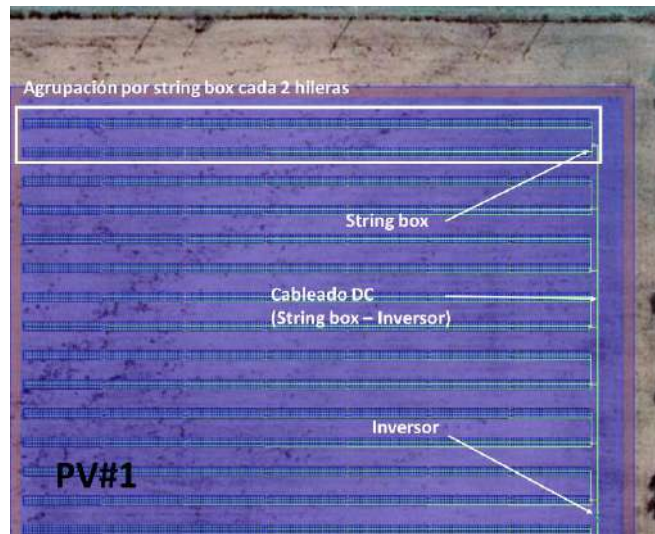 Agrupación por string box cada 2 hileras
String box
Cableado DC
(String box – Inversor)
Inversor
PV#1